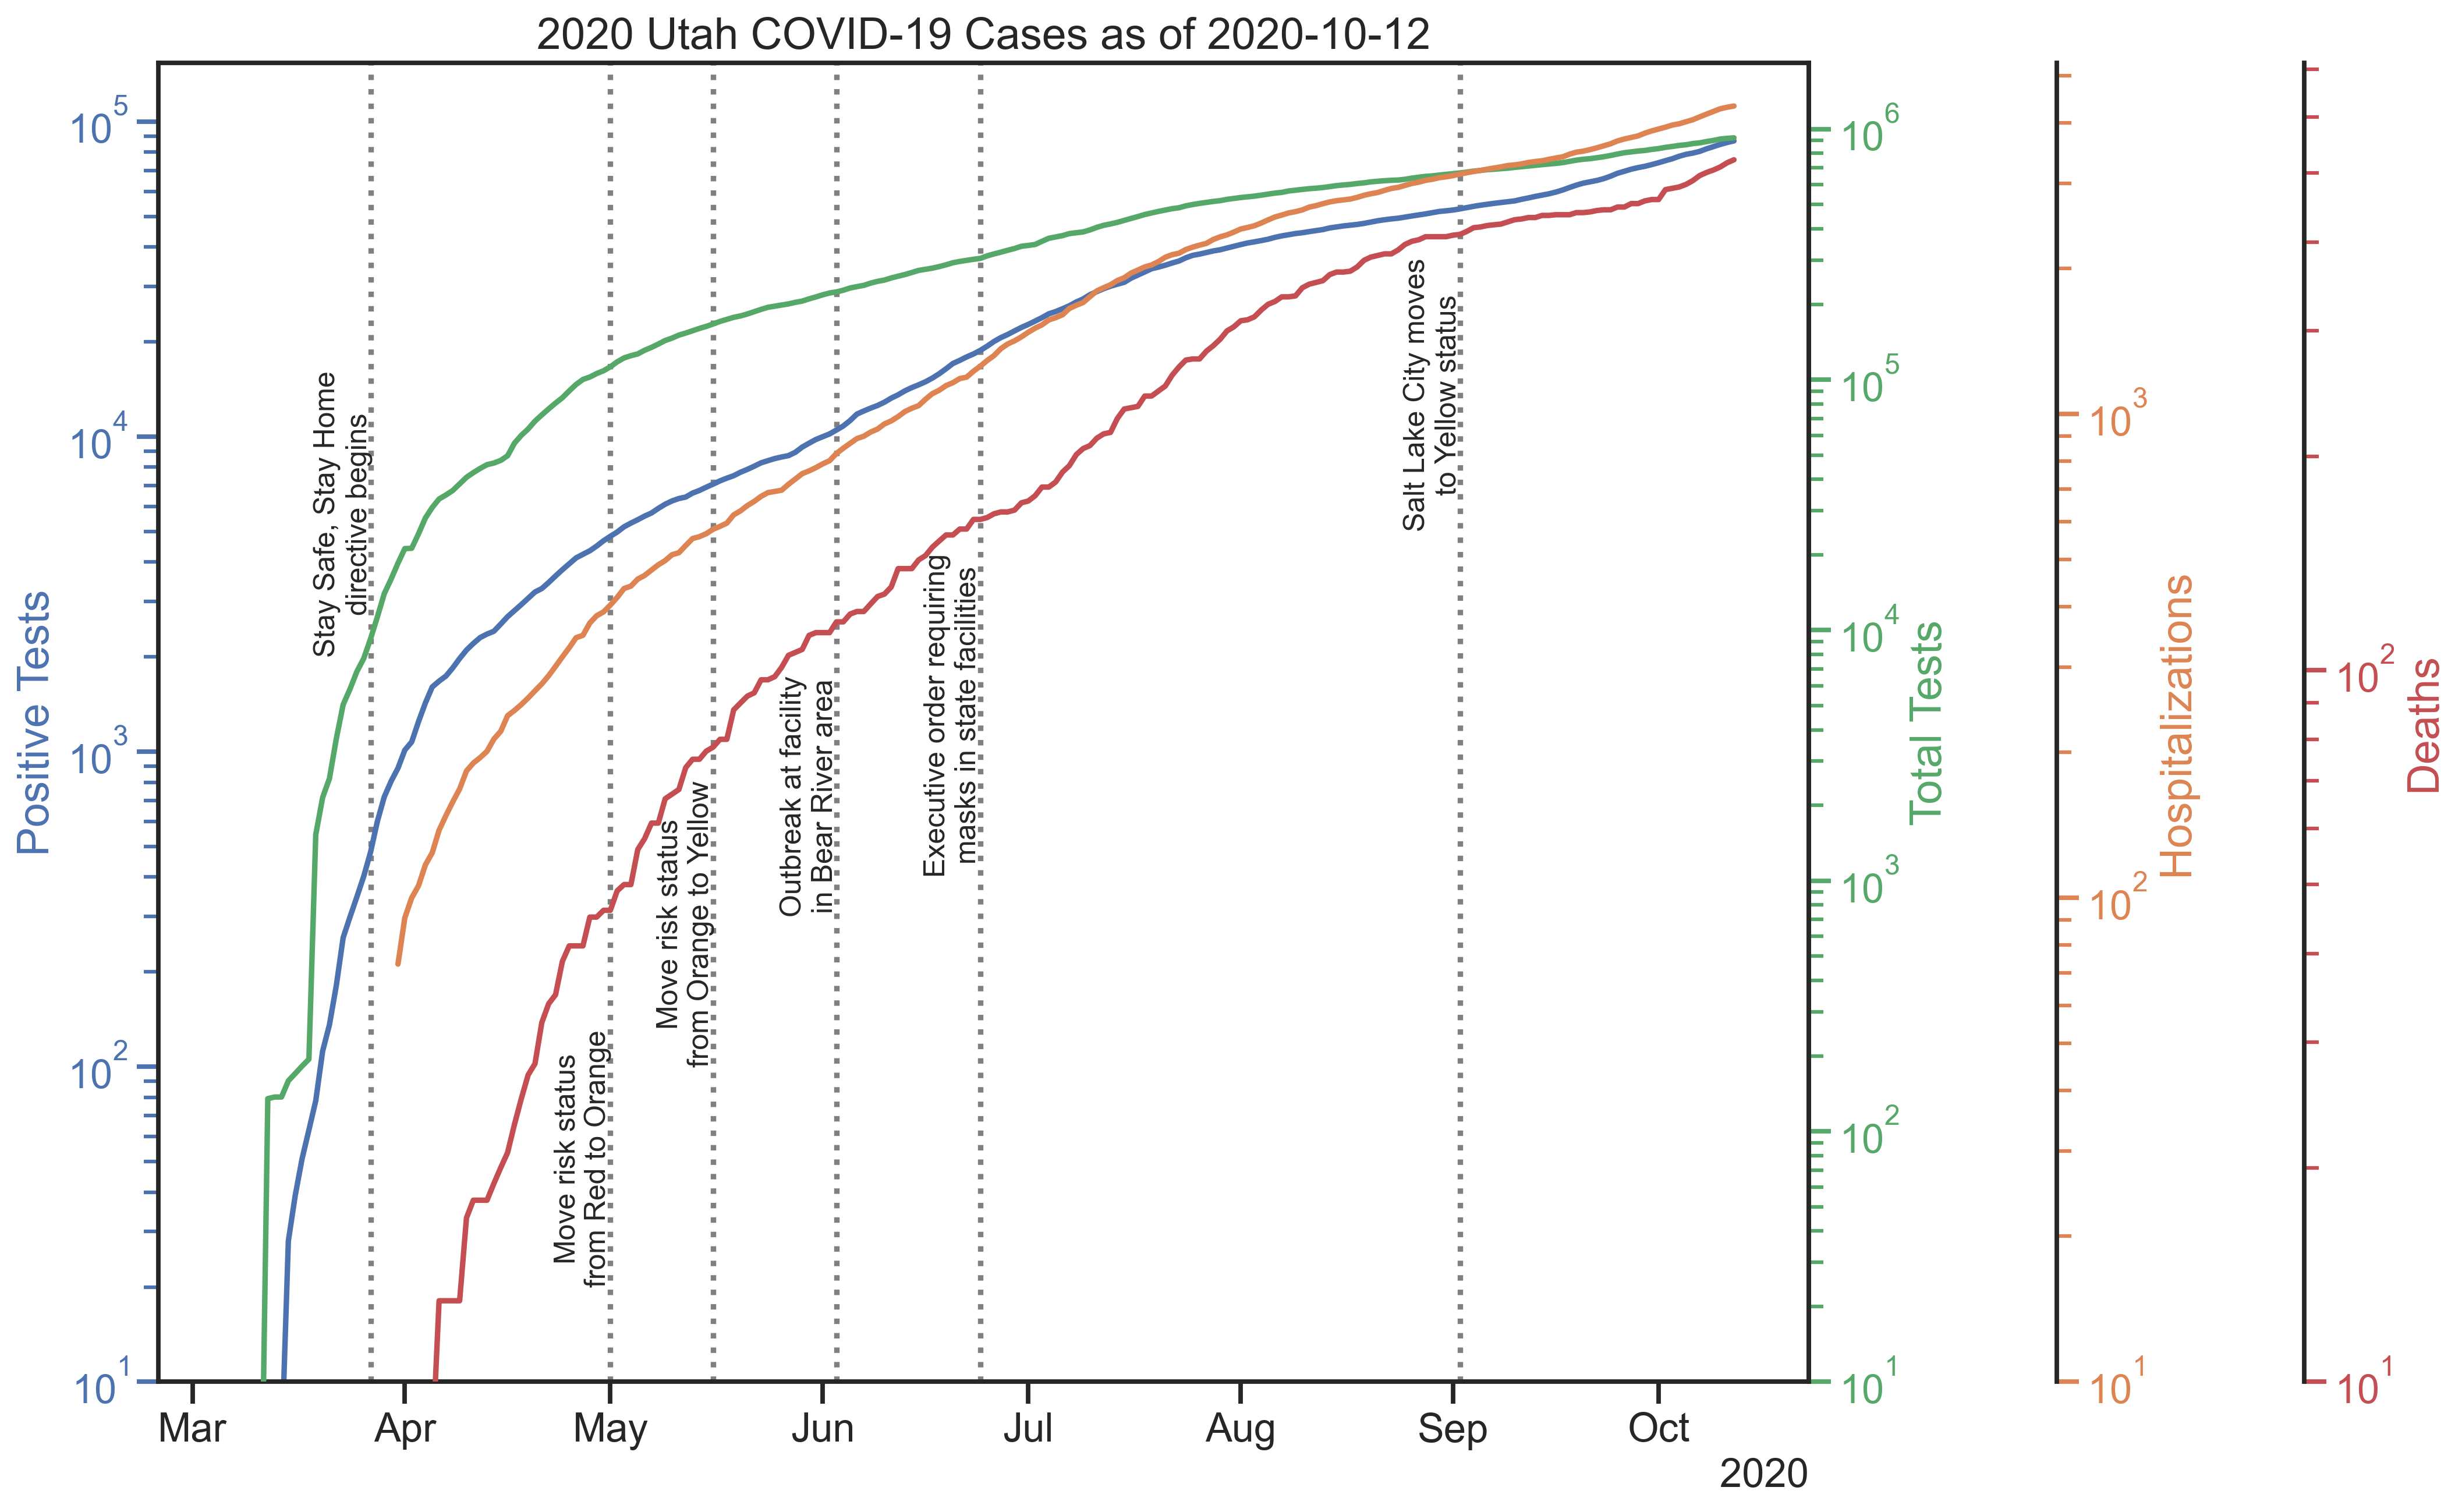 2020 Utah COVID-19 Cases as of 2020-10-12
Positive Tests
10^5
10^4
10^3
10^2
10^1
Stay Safe, Stay Home
directive begins
Move risk status
from Red to Orange
Move risk status
from Orange to Yellow
Outbreak at facility
in Bear River area
Executive order requiring
masks in state facilities
Salt Lake City moves
to Yellow status
Mar
Apr
May
Jun
Jul
Aug
Sep
Oct
2020
10^6
10^5
10^4
10^3
10^2
10^1
Total Tests
10^3
10^2
10^1
Hospitalizations
10^2
10^1
Deaths